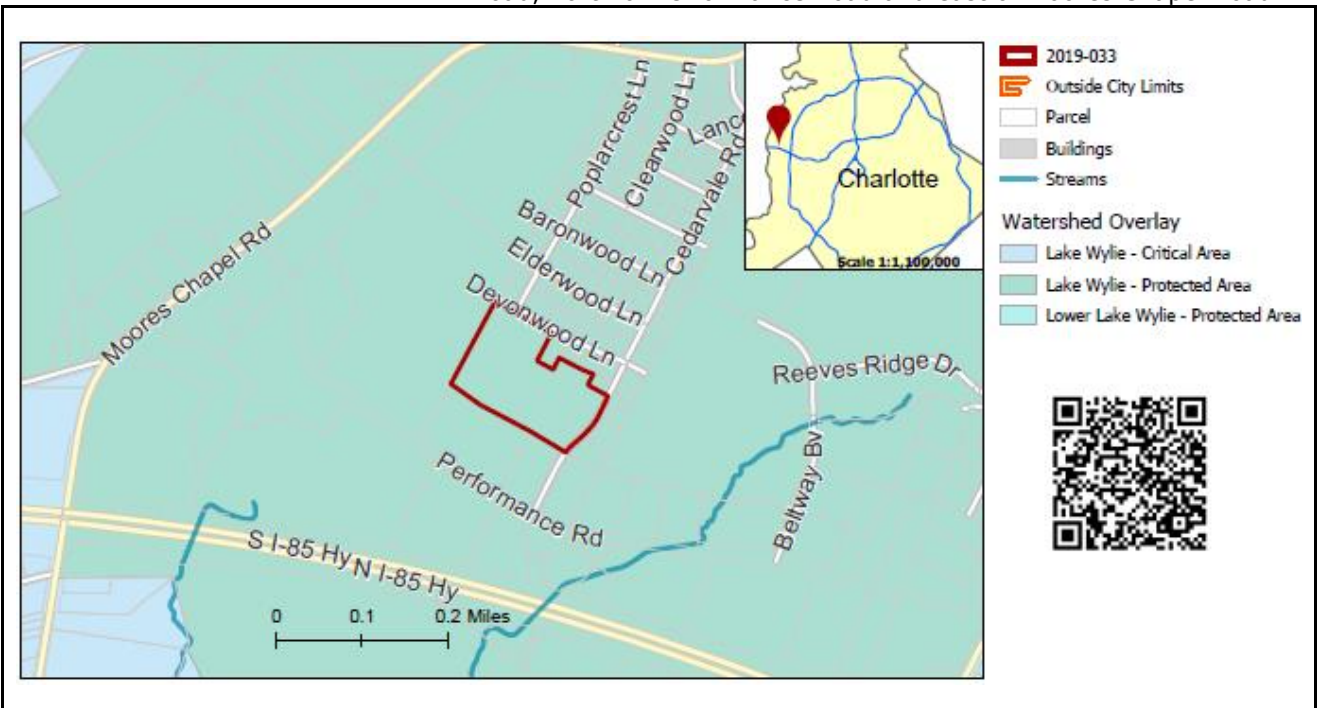 Poplarcrest Ln
Clearwood Ln
Lanc
Cedarvale Rd
Baronwood Ln
Elderwood Ln
Devonwood Ln
Moores Chapel Rd
Reeves Ridge Dr
Beltway Bv
Performance Rd
S I-85 Hy
N I-85 Hy
0 0.1 0.2 Miles
Charlotte
Scale 1:1,100,000
2019-033
Outside City Limits
Parcel
Buildings
Streams
Watershed Overlay
Lake Wylie - Critical Area
Lake Wylie - Protected Area
Lower Lake Wylie - Protected Area